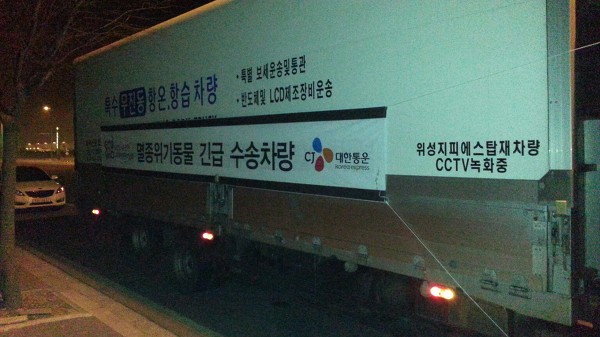 특수 무진동 항온.항습차량
• 특별 보세운송및통관
• 반도체및 LCD제조장비운송
멸종위기동물 긴급 수송차량
CJ 대한통운
KOREA EXPRESS
위성지피에스탑재차량
CCTV녹화중